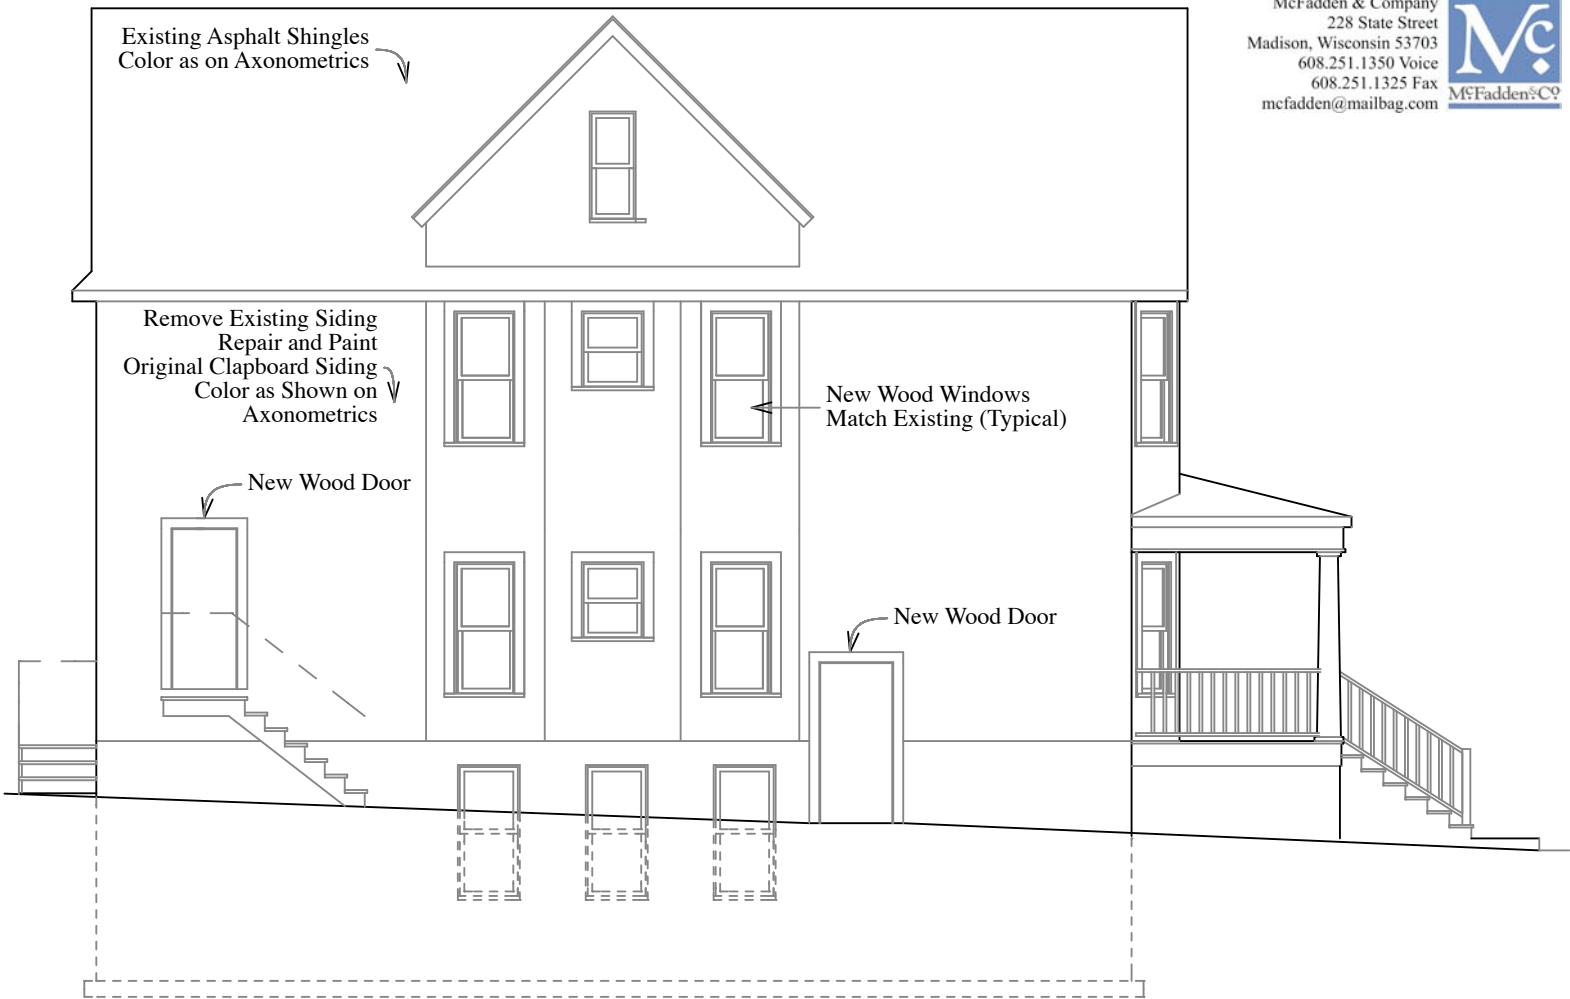 McFadden & Company
228 State Street
Madison, Wisconsin 53703
608.251.1350 Voice
608.251.1325 Fax
mcfadden@mailbag.com
Mc
McFadden & Co
Existing Asphalt Shingles
Color as on Axonometrics
Remove Existing Siding
Repair and Paint
Original Clapboard Siding
Color as Shown on
Axonometrics
New Wood Windows
Match Existing (Typical)
New Wood Door
New Wood Door